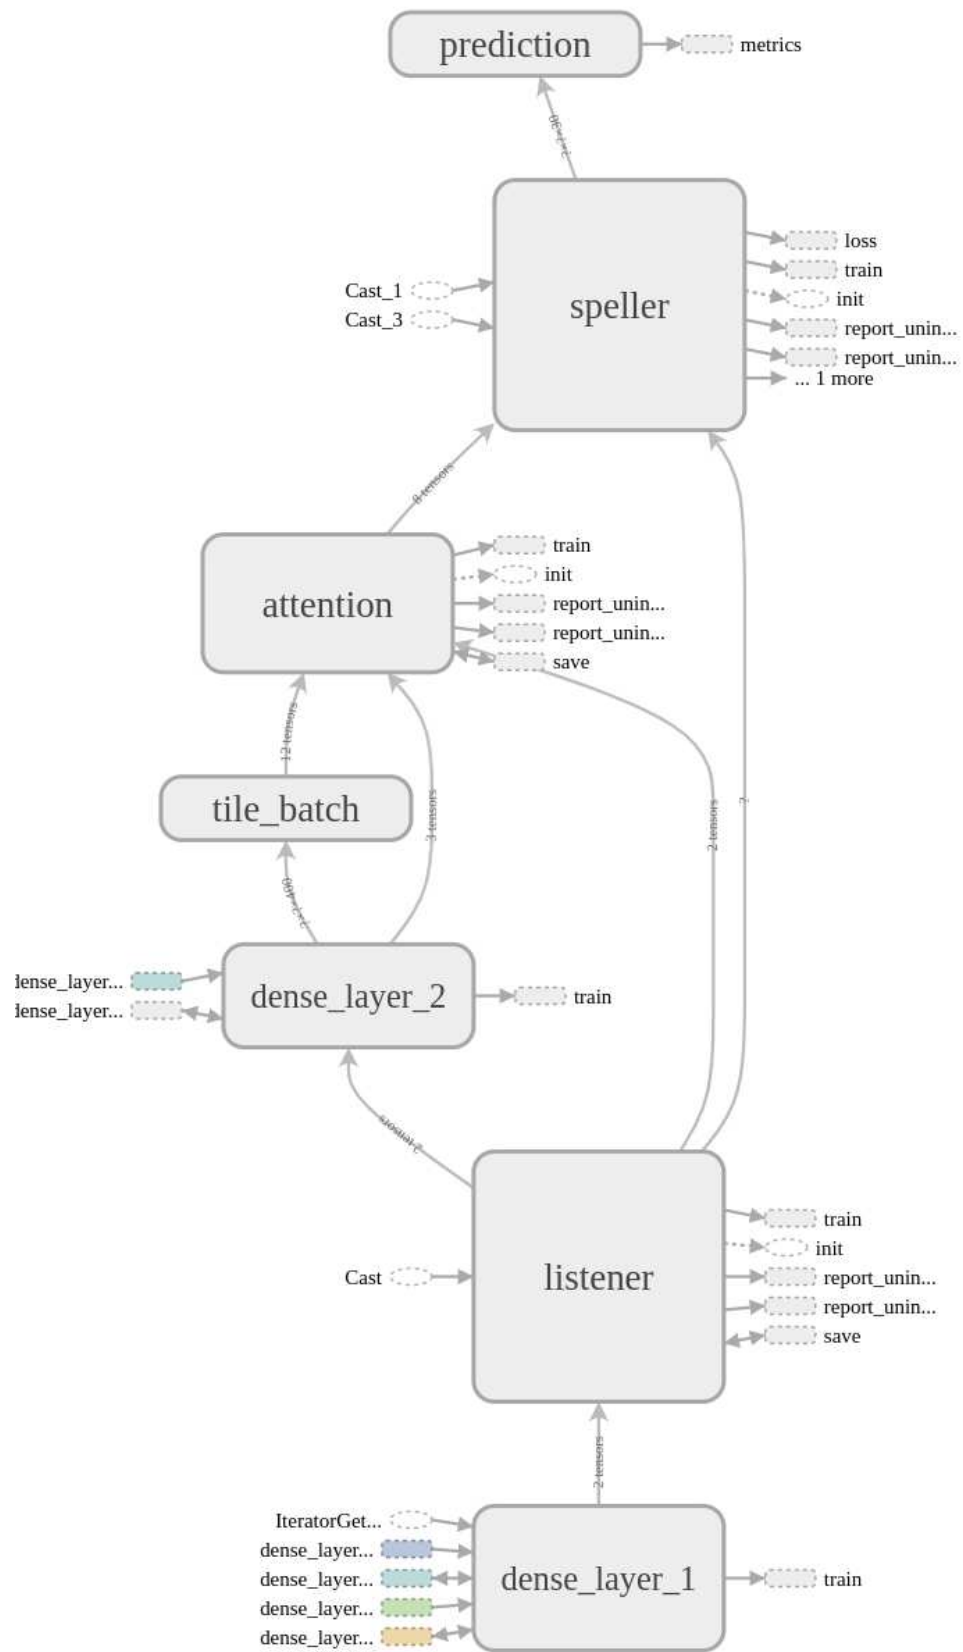 prediction
metrics
?×?×30
speller
Cast_1
Cast_3
loss
train
init
report_unin...
report_unin...
... 1 more
8 tensors
attention
train
init
report_unin...
report_unin...
save
12 tensors
tile_batch
3 tensors
2 tensors
?
?×?×400
dense_layer_2
dense_layer...
dense_layer...
train
2 tensors
listener
Cast
train
init
report_unin...
report_unin...
save
2 tensors
dense_layer_1
IteratorGet...
dense_layer...
dense_layer...
dense_layer...
dense_layer...
train